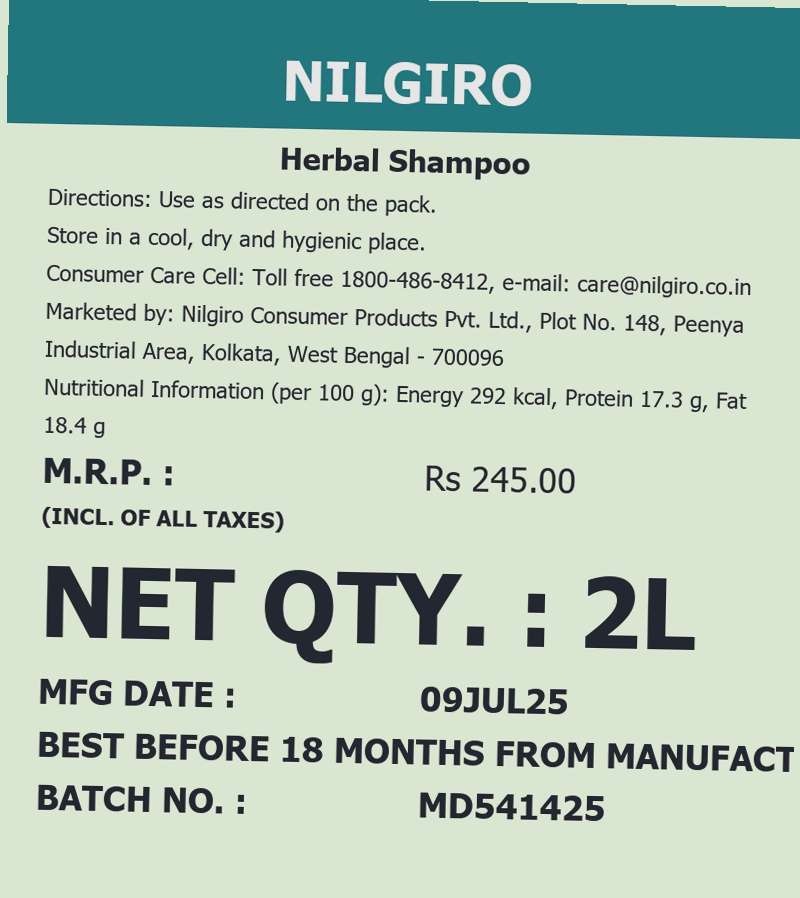 NILGIRO
Herbal Shampoo
Directions: Use as directed on the pack.
Store in a cool, dry and hygienic place.
Consumer Care Cell: Toll free 1800-486-8412, e-mail: care@nilgiro.co.in
Marketed by: Nilgiro Consumer Products Pvt. Ltd., Plot No. 148, Peenya
Industrial Area, Kolkata, West Bengal - 700096
Nutritional Information (per 100 g): Energy 292 kcal, Protein 17.3 g, Fat
18.4 g
M.R.P. : Rs 245.00
(INCL. OF ALL TAXES)
NET QTY. : 2L
MFG DATE : 09JUL25
BEST BEFORE 18 MONTHS FROM MANUFACT
BATCH NO. : MD541425